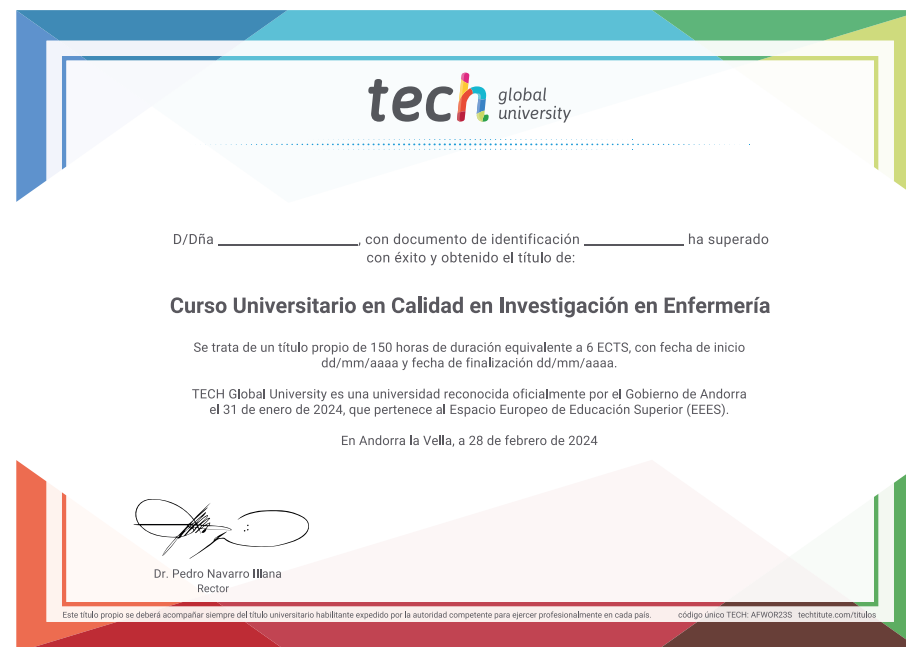 tech global university
D/Dña ______________, con documento de identificación __________ ha superado
con éxito y obtenido el título de:
Curso Universitario en Calidad en Investigación en Enfermería
Se trata de un título propio de 150 horas de duración equivalente a 6 ECTS, con fecha de inicio
dd/mm/aaaa y fecha de finalización dd/mm/aaaa.
TECH Global University es una universidad reconocida oficialmente por el Gobierno de Andorra
el 31 de enero de 2024, que pertenece al Espacio Europeo de Educación Superior (EEES).
En Andorra la Vella, a 28 de febrero de 2024
Dr. Pedro Navarro Illana
Rector
Este título propio se deberá acompañar siempre del título universitario habilitante expedido por la autoridad competente para ejercer profesionalmente en cada país. código único TECH: AFWOR23S techtitute.com/titulos